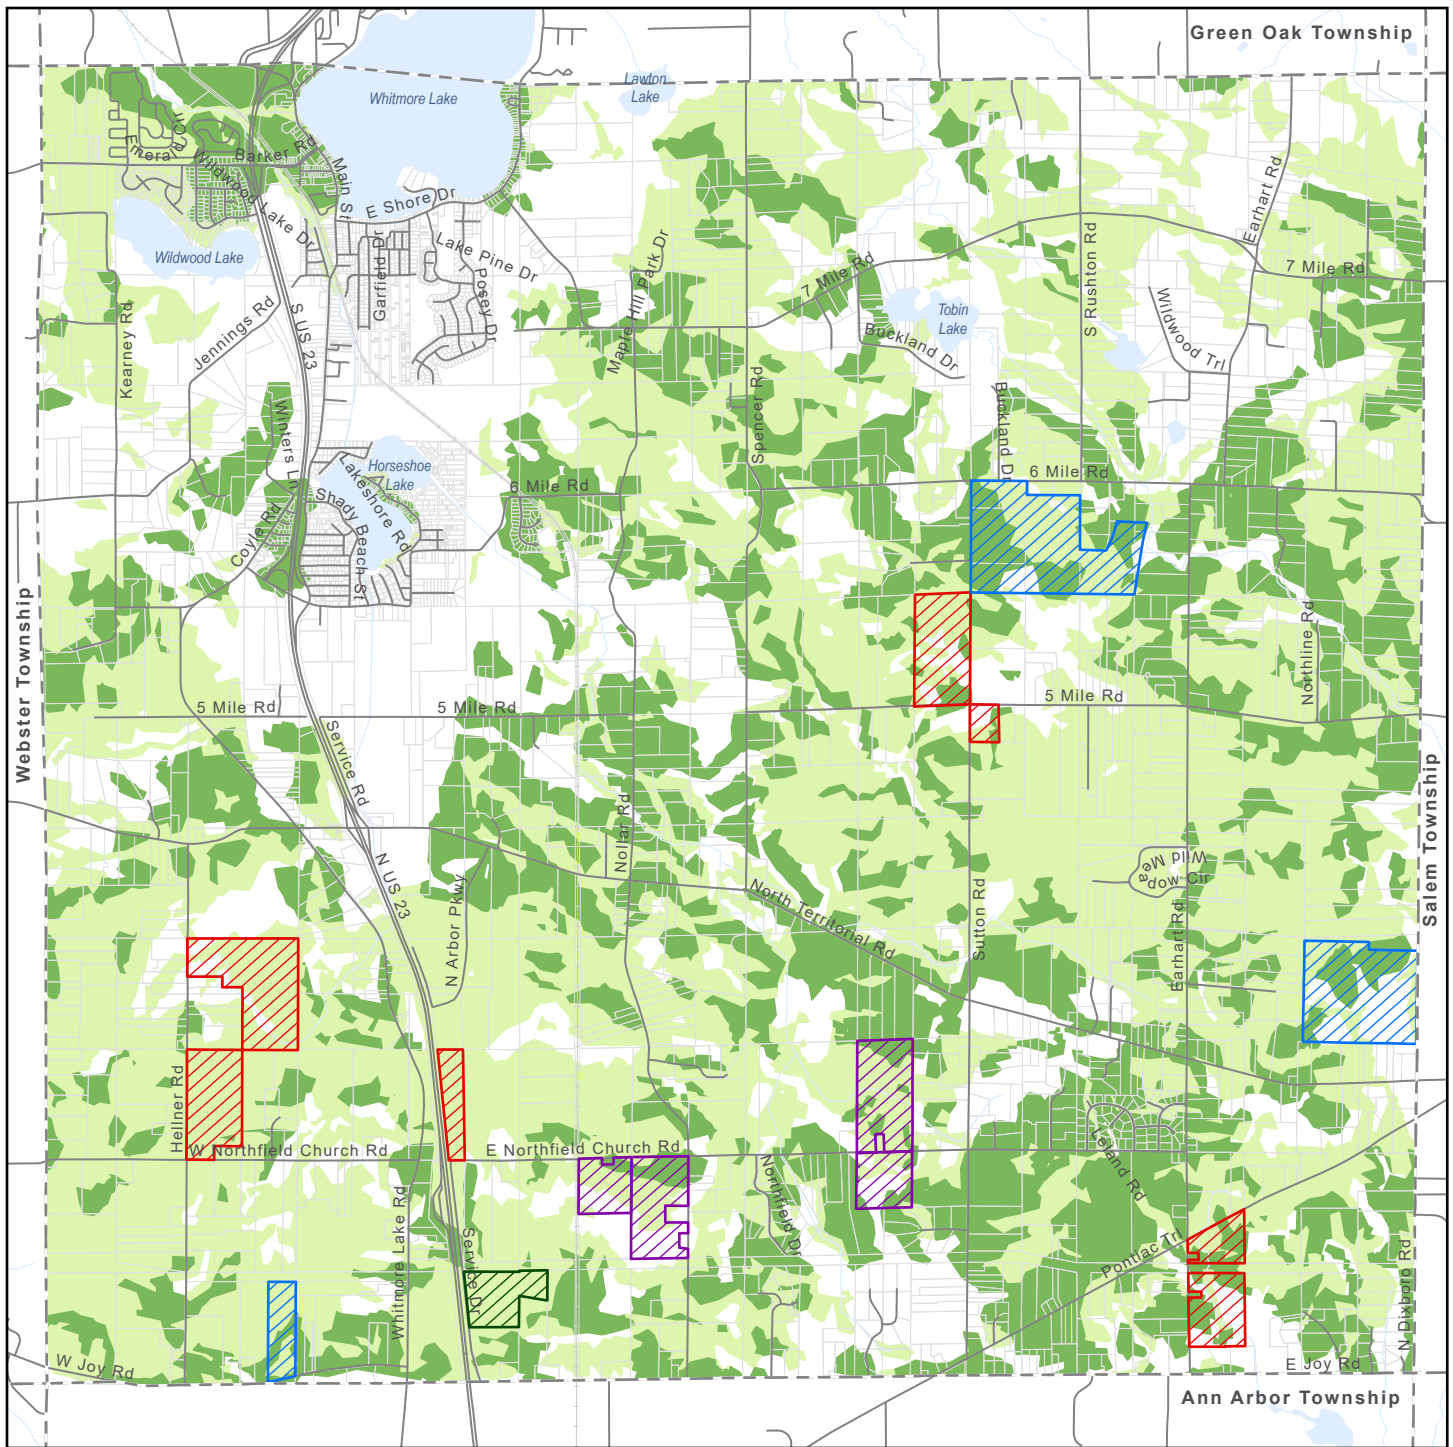 Green Oak Township
Lawton
Lake
Whitmore Lake
Emerald Cir
Barker Rd
Wildwood Lake Dr
Main St
E Shore Dr
Garfield Dr
Lake Pine Dr
Posey Dr
Wildwood Lake
Maple Hill Park Dr
7 Mile Rd
S Rushton Rd
Earhart Rd
7 Mile Rd
Kearney Rd
Jennings Rd
S US 23
Tobin
Lake
Buckland Dr
Wildwood Trl
Winters Ln
Spencer Rd
Buckland Dr
Horseshoe
Lake
Lakeshore Rd
Shady Beach St
Coyle Rd
6 Mile Rd
6 Mile Rd
Webster Township
Northline Rd
5 Mile Rd
5 Mile Rd
5 Mile Rd
Service Rd
Salem Township
Nollar Rd
N US 23
N Arbor Pkwy
North Territorial Rd
Sutton Rd
Wild Me
adow Cir
Earhart Rd
Hellner Rd
W Northfield Church Rd
E Northfield Church Rd
Leland Rd
Northfield Dr
Whitmore Lake Rd
Service Dr
Pontiac Trl
N Dixboro Rd
W Joy Rd
E Joy Rd
Ann Arbor Township